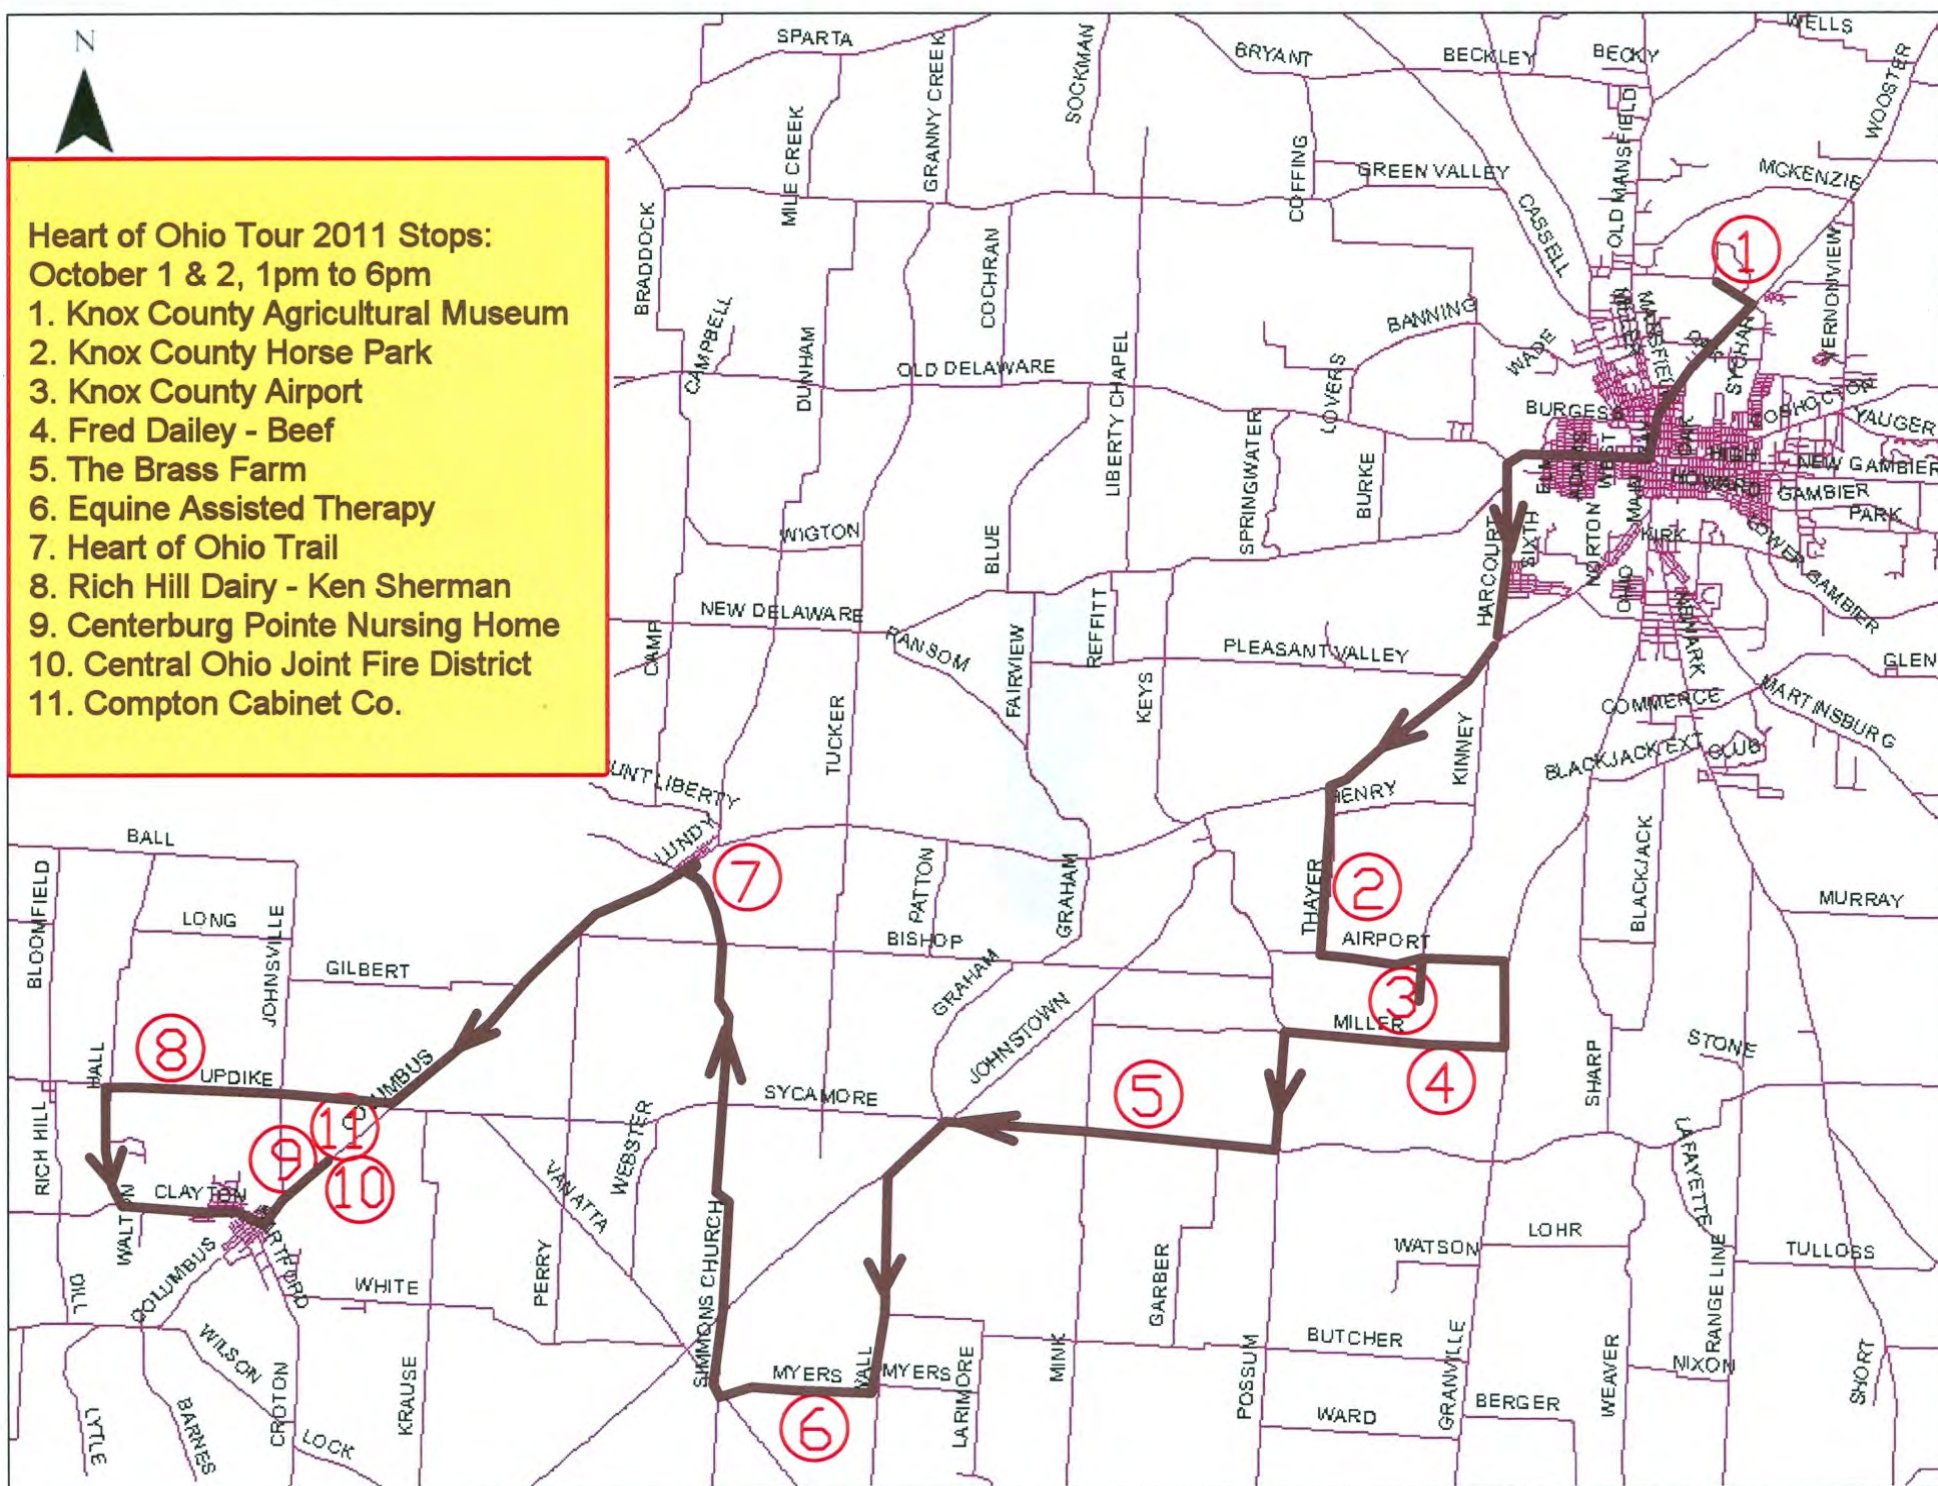 N
Heart of Ohio Tour 2011 Stops:
October 1 & 2, 1pm to 6pm
1. Knox County Agricultural Museum
2. Knox County Horse Park
3. Knox County Airport
4. Fred Dailey - Beef
5. The Brass Farm
6. Equine Assisted Therapy
7. Heart of Ohio Trail
8. Rich Hill Dairy - Ken Sherman
9. Centerburg Pointe Nursing Home
10. Central Ohio Joint Fire District
11. Compton Cabinet Co.
SPARTA
GRANNY CREEK
SOCKMAN
BRYANT
BECKLEY
BECKY
WELLS
WOOSTER
MILE CREEK
COFFING
GREEN VALLEY
OLD MANSFIELD
MCKENZIE
CASSELL
BRADDOCK
COCHRAN
1
VERNONVIEW
CAMPBELL
DUNHAM
OLD DELAWARE
LIBERTY CHAPEL
BANNING
LOVERS
WADE
MANSFIELD
SYCHAR
BURGESS
COSHOCTON
YAUGER
SPRINGWATER
BURKE
ELM
ADAMS
WEST
OAK
HIGH
NEW GAMBIER
HOWARD
GAMBIER
PARK
WIGTON
BLUE
HARCOURT
SIXTH
NORTON
MAIN
KIRK
LOWER GAMBIER
NEW DELAWARE
RANSOM
FAIRVIEW
REFFITT
PLEASANT VALLEY
OHIO
NEWARK
GLEN
CAMP
TUCKER
KEYS
KINNEY
COMMERCE
MARTINSBURG
BLACKJACK EXT
CLUB
UNT LIBERTY
HENRY
BALL
LUNDY
7
PATTON
GRAHAM
THAYER
2
BLACKJACK
MURRAY
BLOOMFIELD
LONG
JOHNSVILLE
GILBERT
BISHOP
GRAHAM
AIRPORT
3
JOHNSTOWN
MILLER
HALL
8
UPDIKE
COLUMBUS
SYCAMORE
5
4
SHARP
STONE
RICH HILL
11
9
10
WEBSTER
VANATTA
LAFAYETTE
CLAYTON
WALTON
HARTFORD
COLUMBUS
WHITE
PERRY
SIMMONS CHURCH
GARBER
WATSON
LOHR
RANGE LINE
TULLOSS
DILL
WILSON
CROTON
KRAUSE
MYERS
WALL
MYERS
LARIMORE
MINK
POSSUM
BUTCHER
GRANVILLE
WEAVER
NIXON
SHORT
6
LYTLE
BARNES
LOCK
WARD
BERGER